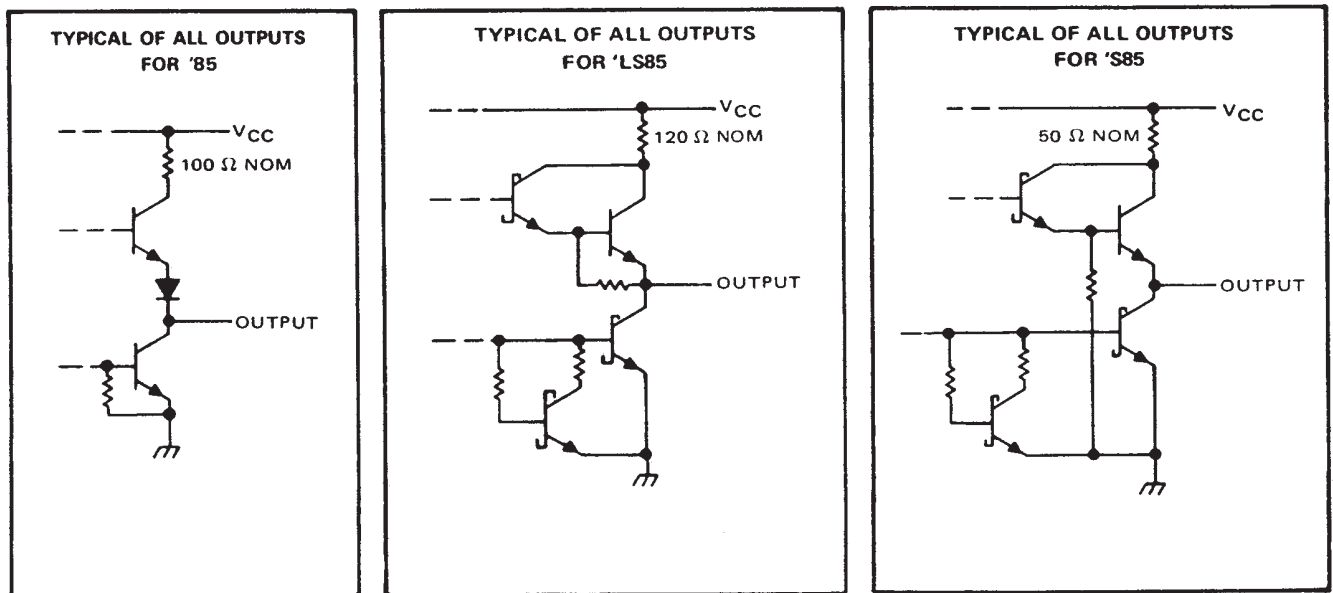 TYPICAL OF ALL OUTPUTS
FOR '85
VCC
100 Ω NOM
OUTPUT
TYPICAL OF ALL OUTPUTS
FOR 'LS85
VCC
120 Ω NOM
OUTPUT
TYPICAL OF ALL OUTPUTS
FOR 'S85
VCC
50 Ω NOM
OUTPUT